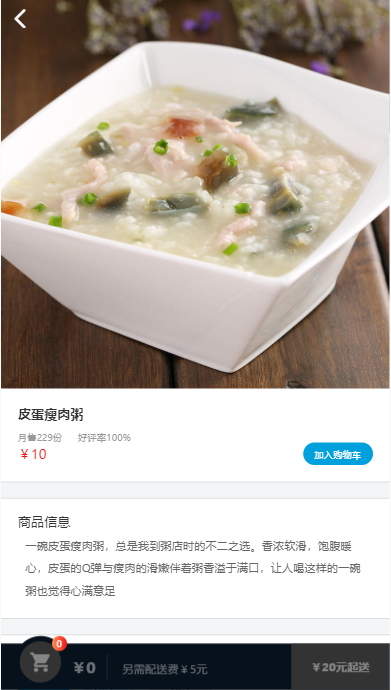 皮蛋瘦肉粥
月售229份 好评率100%
￥10
加入购物车
商品信息
一碗皮蛋瘦肉粥，总是我到粥店时的不二之选。香浓软滑，饱腹暖
心，皮蛋的Q弹与瘦肉的滑嫩伴着粥香溢于满口，让人喝这样的一碗
粥也觉得心满意足
0
¥0 另需配送费￥5元 ￥20元起送